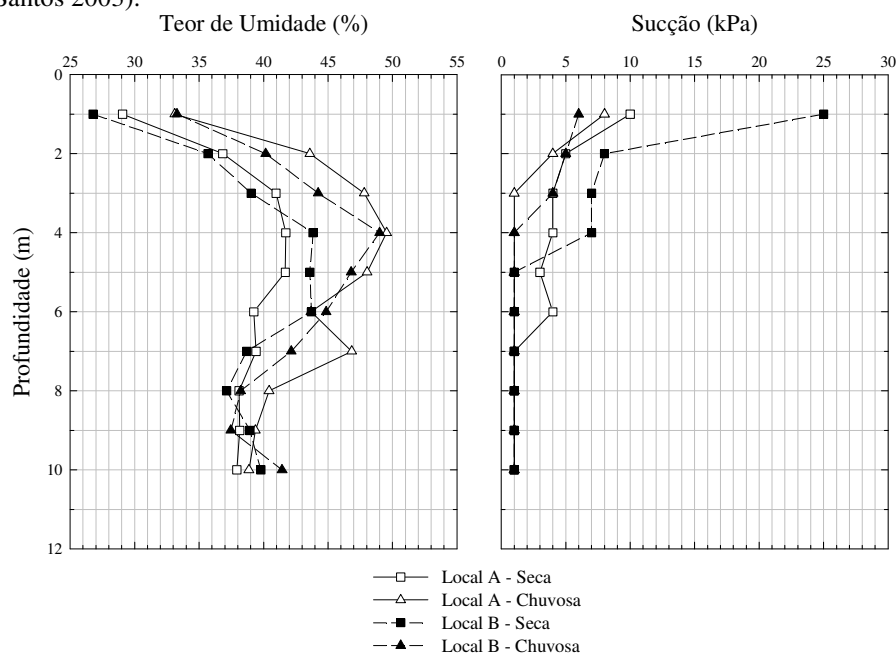 Santos 2003).
Teor de Umidade (%)
Sucção (kPa)
25 30 35 40 45 50 55
0 5 10 15 20 25 30
0
2
4
6
8
10
12
Profundidade (m)
Local A - Seca
Local A - Chuvosa
Local B - Seca
Local B - Chuvosa